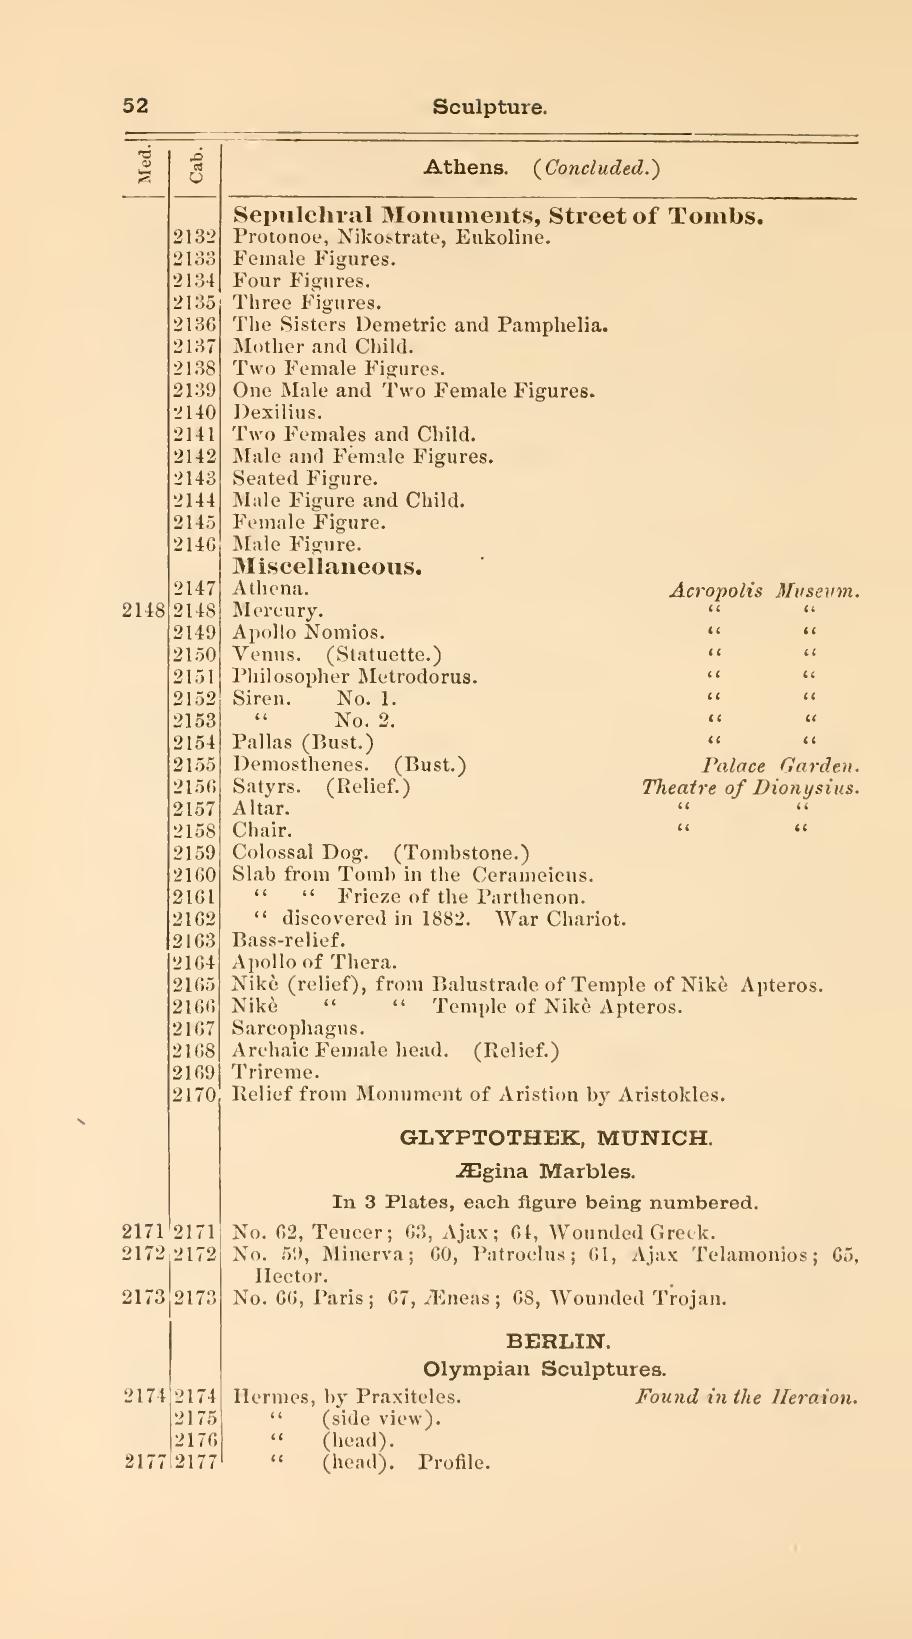 52 Sculpture.
Med. Cab. Athens. (Concluded.)
Sepulchral Monuments, Street of Tombs.
2132 Protonoe, Nikostrate, Eukoline.
2133 Female Figures.
2134 Four Figures.
2135 Three Figures.
2136 The Sisters Demetric and Pamphelia.
2137 Mother and Child.
2138 Two Female Figures.
2139 One Male and Two Female Figures.
2140 Dexilius.
2141 Two Females and Child.
2142 Male and Female Figures.
2143 Seated Figure.
2144 Male Figure and Child.
2145 Female Figure.
2146 Male Figure.
Miscellaneous.
2147 Athena. Acropolis Museum.
2148 2148 Mercury. “ “
2149 Apollo Nomios. “ “
2150 Venus. (Statuette.) “ “
2151 Philosopher Metrodorus. “ “
2152 Siren. No. 1. “ “
2153 “ No. 2. “ “
2154 Pallas (Bust.) “ “
2155 Demosthenes. (Bust.) Palace Garden.
2156 Satyrs. (Relief.) Theatre of Dionysius.
2157 Altar. “ “
2158 Chair. “ “
2159 Colossal Dog. (Tombstone.)
2160 Slab from Tomb in the Cerameicus.
2161 “ “ Frieze of the Parthenon.
2162 “ discovered in 1882. War Chariot.
2163 Bass-relief.
2164 Apollo of Thera.
2165 Nikè (relief), from Balustrade of Temple of Nikè Apteros.
2166 Nikè “ “ Temple of Nikè Apteros.
2167 Sarcophagus.
2168 Archaic Female head. (Relief.)
2169 Trireme.
2170 Relief from Monument of Aristion by Aristokles.
GLYPTOTHEK, MUNICH.
Ægina Marbles.
In 3 Plates, each figure being numbered.
2171 2171 No. 62, Teucer; 63, Ajax; 64, Wounded Greek.
2172 2172 No. 59, Minerva; 60, Patroclus; 61, Ajax Telamonios; 65,
Hector.
2173 2173 No. 66, Paris; 67, Æneas; 68, Wounded Trojan.
BERLIN.
Olympian Sculptures.
2174 2174 Hermes, by Praxiteles. Found in the Heraion.
2175 “ (side view).
2176 “ (head).
2177 2177 “ (head). Profile.